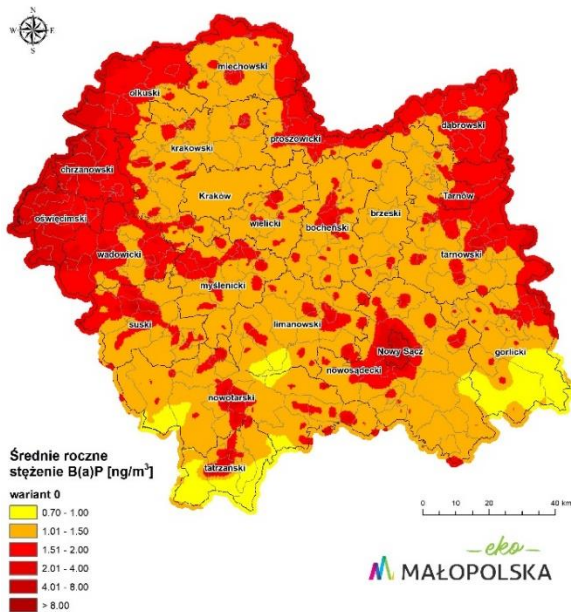 N
W E
S
miechowski
olkuski
dąbrowski
proszowicki
krakowski
chrzanowski
Kraków
Tarnów
oświęcimski
wielicki
brzeski
bocheński
wadowicki
tarnowski
myślenicki
suski
limanowski
Nowy Sącz
gorlicki
nowosądecki
nowotarski
tatrzański
Średnie roczne
stężenie B(a)P [ng/m³]
wariant 0
0.70 - 1.00
1.01 - 1.50
1.51 - 2.00
2.01 - 4.00
4.01 - 8.00
> 8.00
0 10 20 40 km
eko
MAŁOPOLSKA